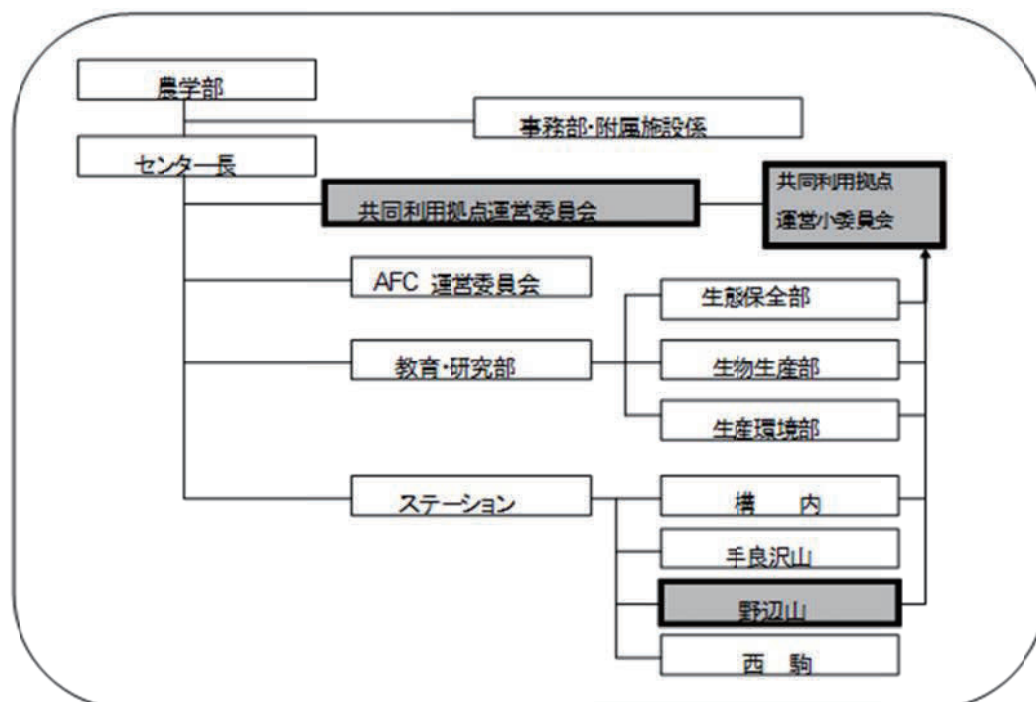 農学部
事務部・附属施設係
センター長
共同利用拠点運営委員会
共同利用拠点
運営小委員会
AFC 運営委員会
生態保全部
教育・研究部
生物生産部
生産環境部
ステーション
構 内
手良沢山
野辺山
西 駒